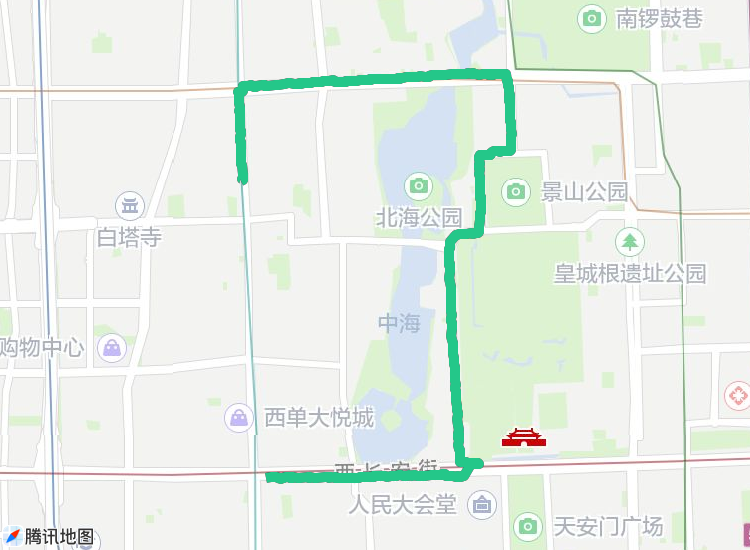 南锣鼓巷
景山公园
北海公园
白塔寺
皇城根遗址公园
中海
购物中心
西单大悦城
西-长-安-街
人民大会堂
天安门广场
腾讯地图